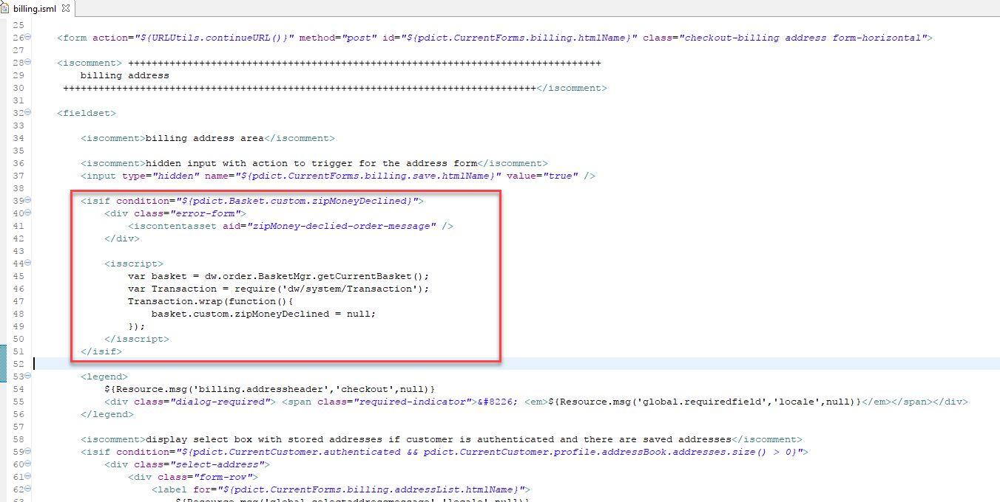 billing.isml
25
26 <form action="${URLUtils.continueURL()}" method="post" id="${pdict.CurrentForms.billing.htmlName}" class="checkout-billing address form-horizontal">
27
28 <iscomment> ++++++++++++++++++++++++++++++++++++++++++++++++++++++++++++++++++++++++++++++++
29 billing address
30 ++++++++++++++++++++++++++++++++++++++++++++++++++++++++++++++++++++++++++++++++</iscomment>
31
32 <fieldset>
33
34 <iscomment>billing address area</iscomment>
35
36 <iscomment>hidden input with action to trigger for the address form</iscomment>
37 <input type="hidden" name="${pdict.CurrentForms.billing.save.htmlName}" value="true" />
38
39 <isif condition="${pdict.Basket.custom.zipMoneyDeclined}">
40 <div class="error-form">
41 <iscontentasset aid="zipMoney-declied-order-message" />
42 </div>
43
44 <isscript>
45 var basket = dw.order.BasketMgr.getCurrentBasket();
46 var Transaction = require('dw/system/Transaction');
47 Transaction.wrap(function(){
48 basket.custom.zipMoneyDeclined = null;
49 });
50 </isscript>
51 </isif>
52
53 <legend>
54 ${Resource.msg('billing.addressheader','checkout',null)}
55 <div class="dialog-required"> <span class="required-indicator">&#8226; <em>${Resource.msg('global.requiredfield','locale',null)}</em></span></div>
56 </legend>
57
58 <iscomment>display select box with stored addresses if customer is authenticated and there are saved addresses</iscomment>
59 <isif condition="${pdict.CurrentCustomer.authenticated && pdict.CurrentCustomer.profile.addressBook.addresses.size() > 0}">
60 <div class="select-address">
61 <div class="form-row">
62 <label for="${pdict.CurrentForms.billing.addressList.htmlName}">
63 ${Resource.msg('global.selectaddressmessage','locale',null)}